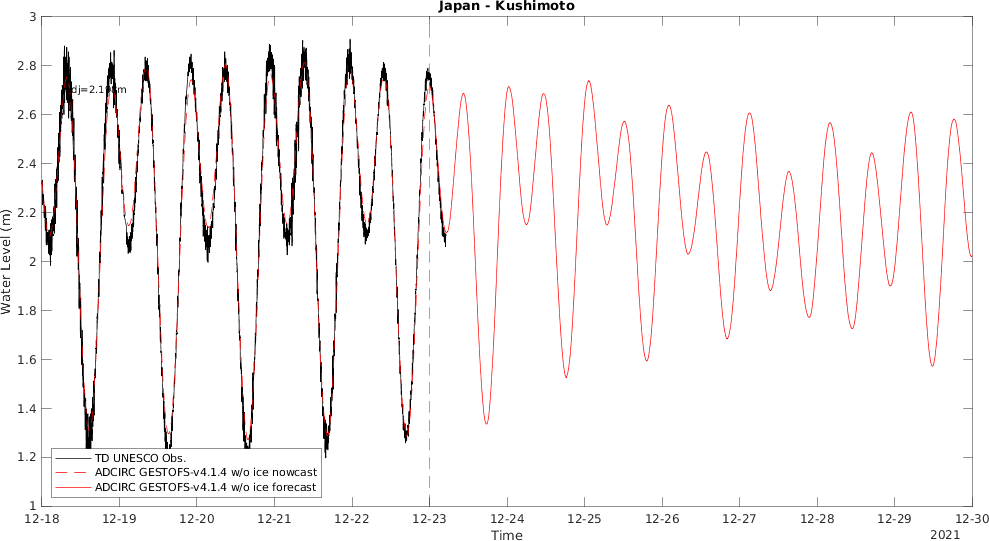 Japan - Kushimoto
3
2.8
2.6
2.4
2.2
2
1.8
1.6
1.4
1.2
1
Water Level (m)
TD UNESCO Obs.
ADCIRC GESTOFS-v4.1.4 w/o ice nowcast
ADCIRC GESTOFS-v4.1.4 w/o ice forecast
12-18 12-19 12-20 12-21 12-22 12-23 12-24 12-25 12-26 12-27 12-28 12-29 12-30
Time
2021